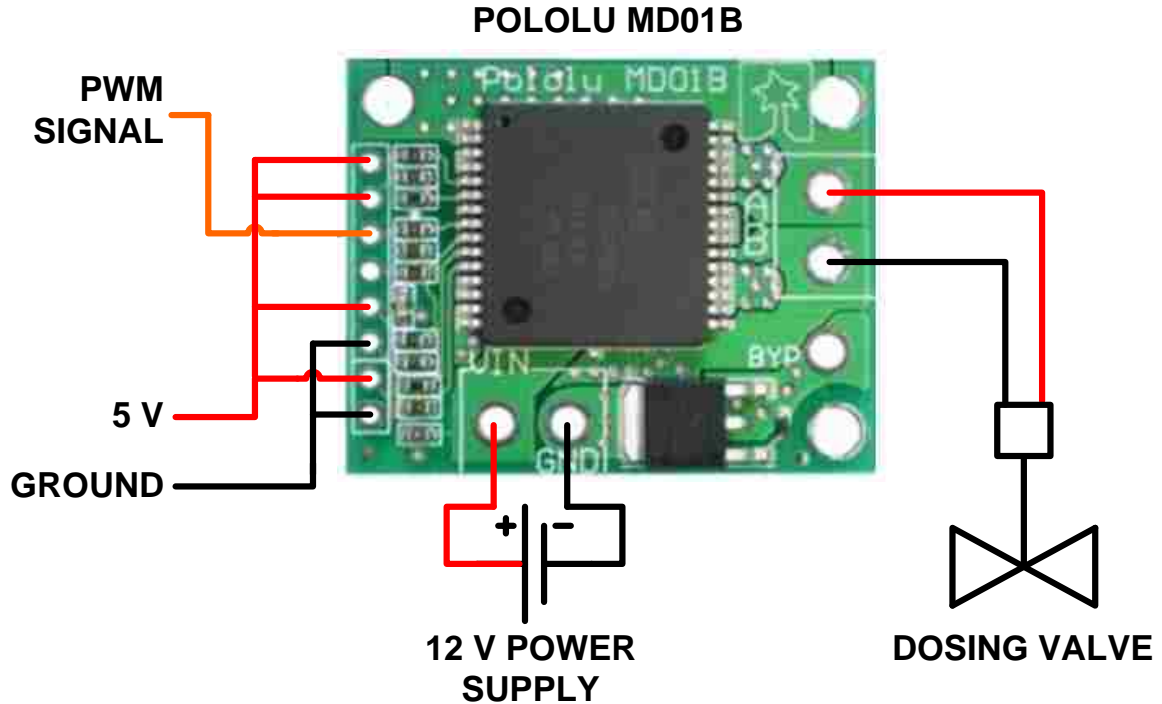 POLOLU MD01B
PWM
SIGNAL
Pololu MD01B
A
B
VIN
BYP
GND
5 V
GROUND
+
−
12 V POWER
SUPPLY
DOSING VALVE